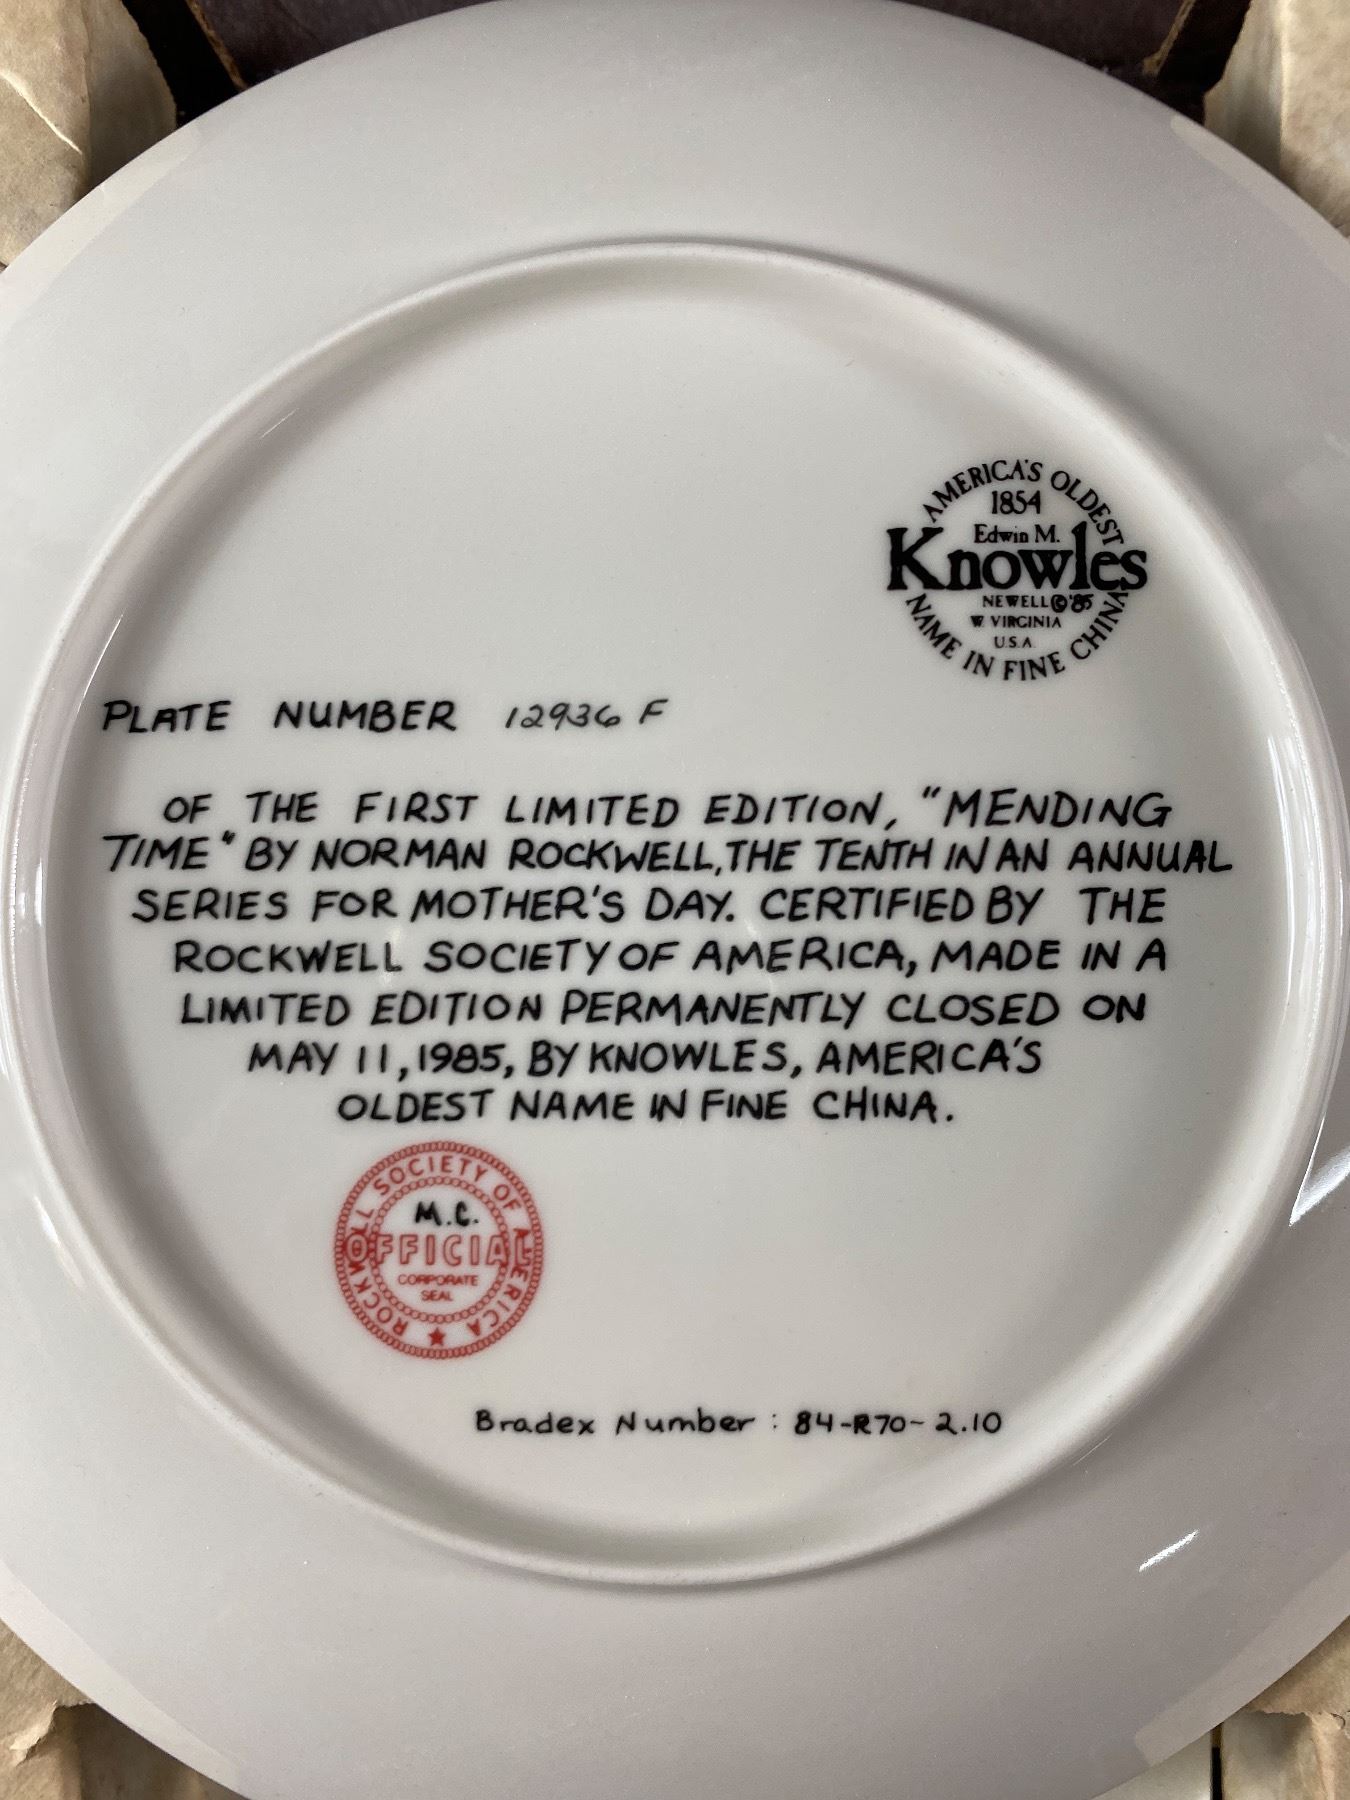 AMERICA'S OLDEST
1854
Edwin M.
Knowles
NEWELL © '85
W. VIRGINIA
U.S.A.
NAME IN FINE CHINA
PLATE NUMBER 12936 F
OF THE FIRST LIMITED EDITION, "MENDING
TIME" BY NORMAN ROCKWELL, THE TENTH IN AN ANNUAL
SERIES FOR MOTHER'S DAY. CERTIFIED BY THE
ROCKWELL SOCIETY OF AMERICA, MADE IN A
LIMITED EDITION PERMANENTLY CLOSED ON
MAY 11, 1985, BY KNOWLES, AMERICA'S
OLDEST NAME IN FINE CHINA.
ROCKWELL SOCIETY OF AMERICA
M.C.
OFFICIAL
CORPORATE
SEAL
Bradex Number : 84-R70-2.10